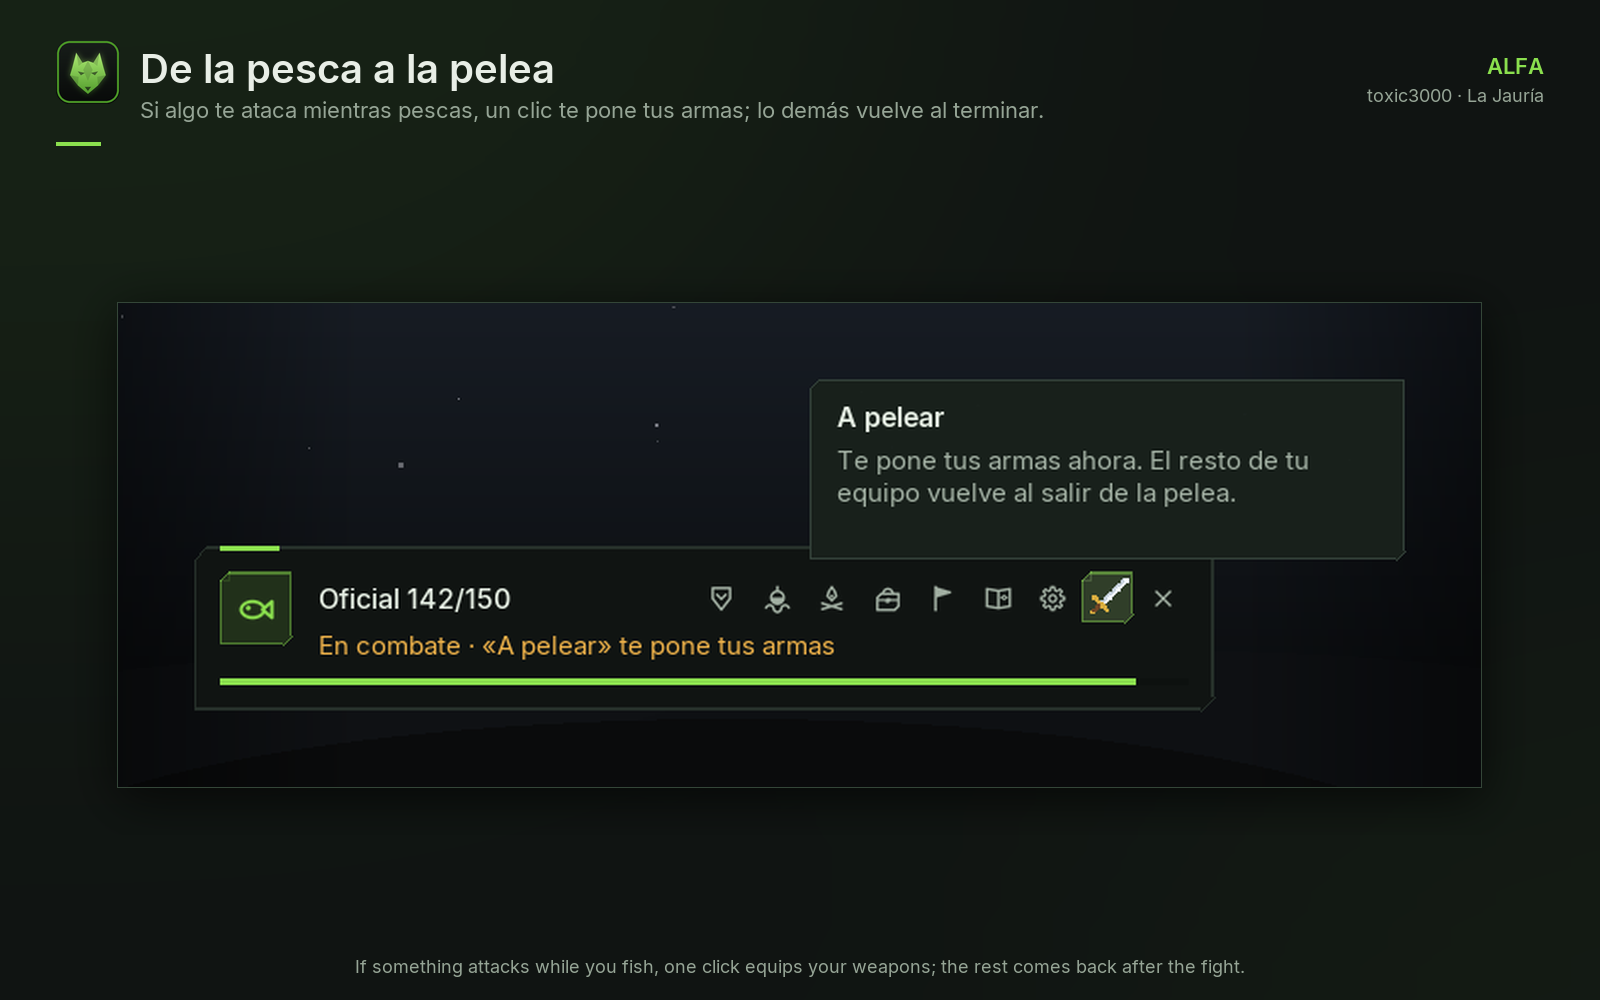 De la pesca a la pelea
Si algo te ataca mientras pescas, un clic te pone tus armas; lo demás vuelve al terminar.
ALFA
toxic3000 · La Jauría
A pelear
Te pone tus armas ahora. El resto de tu
equipo vuelve al salir de la pelea.
Oficial 142/150
En combate · «A pelear» te pone tus armas
If something attacks while you fish, one click equips your weapons; the rest comes back after the fight.